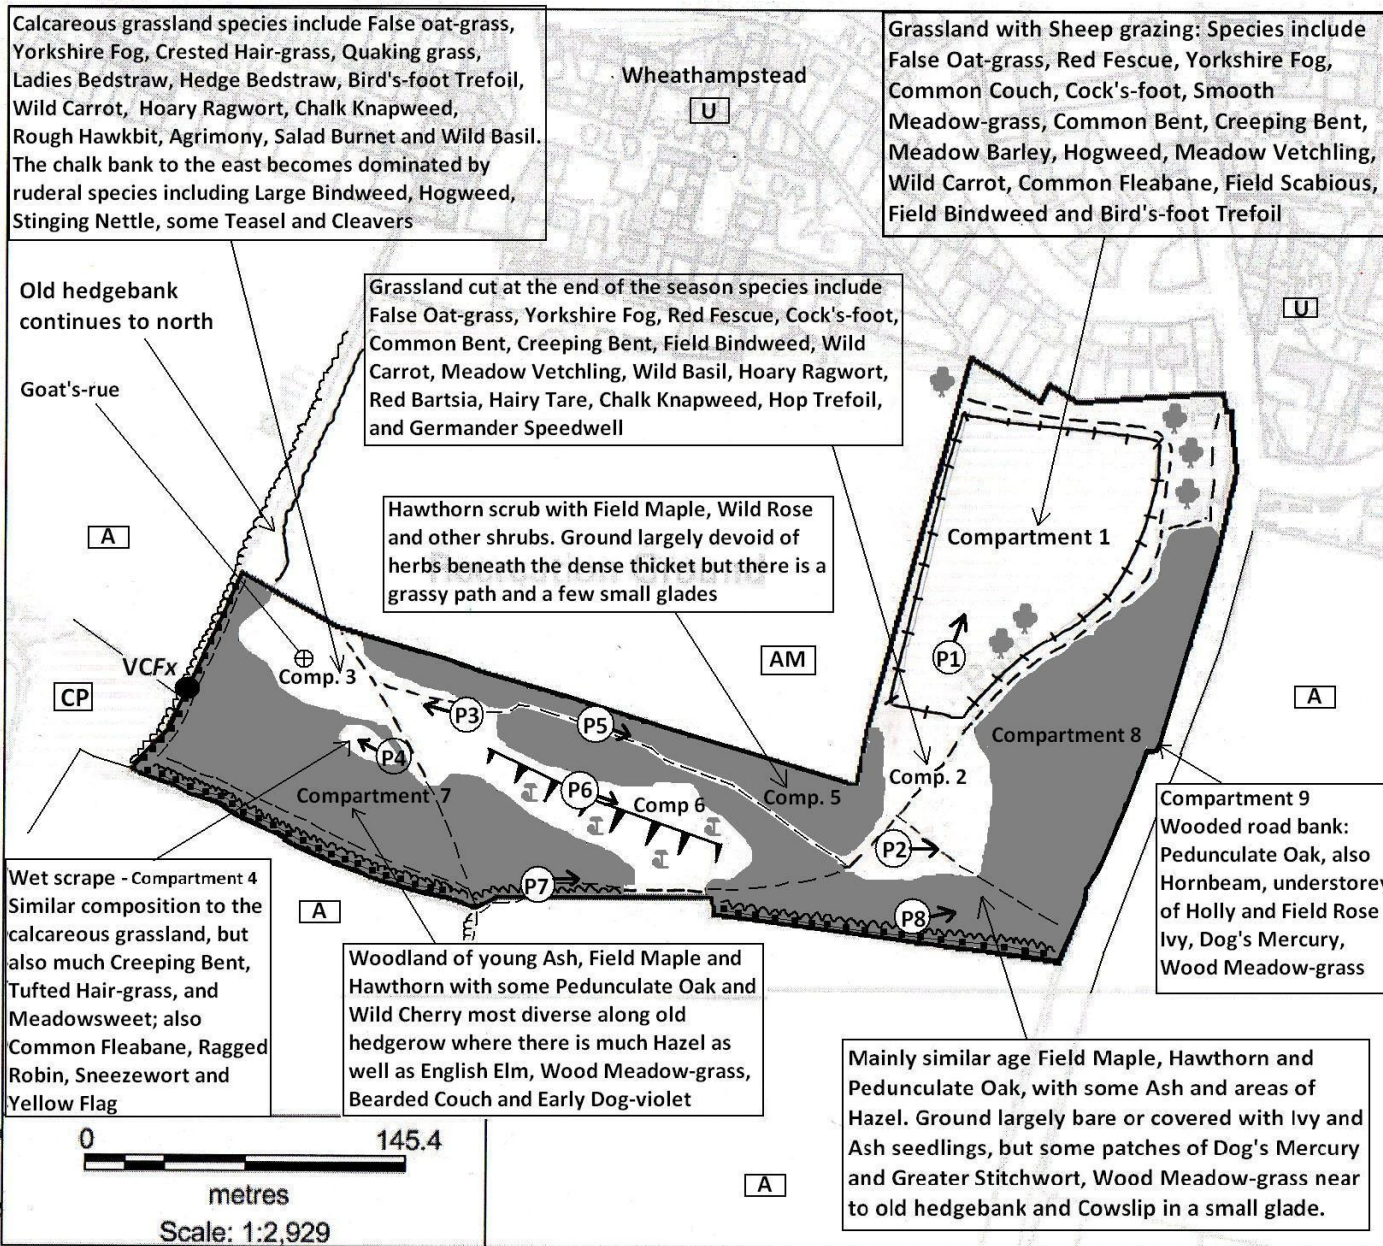 Calcareous grassland species include False oat-grass,
Yorkshire Fog, Crested Hair-grass, Quaking grass,
Ladies Bedstraw, Hedge Bedstraw, Bird's-foot Trefoil,
Wild Carrot, Hoary Ragwort, Chalk Knapweed,
Rough Hawkbit, Agrimony, Salad Burnet and Wild Basil.
The chalk bank to the east becomes dominated by
ruderal species including Large Bindweed, Hogweed,
Stinging Nettle, some Teasel and Cleavers
Wheathampstead
U
Grassland with Sheep grazing: Species include
False Oat-grass, Red Fescue, Yorkshire Fog,
Common Couch, Cock's-foot, Smooth
Meadow-grass, Common Bent, Creeping Bent,
Meadow Barley, Hogweed, Meadow Vetchling,
Wild Carrot, Common Fleabane, Field Scabious,
Field Bindweed and Bird's-foot Trefoil
Old hedgebank
continues to north
Goat's-rue
Grassland cut at the end of the season species include
False Oat-grass, Yorkshire Fog, Red Fescue, Cock's-foot,
Common Bent, Creeping Bent, Field Bindweed, Wild
Carrot, Meadow Vetchling, Wild Basil, Hoary Ragwort,
Red Bartsia, Hairy Tare, Chalk Knapweed, Hop Trefoil,
and Germander Speedwell
U
Hawthorn scrub with Field Maple, Wild Rose
and other shrubs. Ground largely devoid of
herbs beneath the dense thicket but there is a
grassy path and a few small glades
Recreation Ground
A
Compartment 1
VCFx
CP
Comp. 3
AM
P1
A
P3
P5
P4
Compartment 8
Comp. 2
Compartment 7
P6
Comp 6
Comp. 5
P2
P7
P8
A
Compartment 9
Wooded road bank:
Pedunculate Oak, also
Hornbeam, understorey
of Holly and Field Rose
Ivy, Dog's Mercury,
Wood Meadow-grass
Wet scrape - Compartment 4
Similar composition to the
calcareous grassland, but
also much Creeping Bent,
Tufted Hair-grass, and
Meadowsweet; also
Common Fleabane, Ragged
Robin, Sneezewort and
Yellow Flag
Woodland of young Ash, Field Maple and
Hawthorn with some Pedunculate Oak and
Wild Cherry most diverse along old
hedgerow where there is much Hazel as
well as English Elm, Wood Meadow-grass,
Bearded Couch and Early Dog-violet
Mainly similar age Field Maple, Hawthorn and
Pedunculate Oak, with some Ash and areas of
Hazel. Ground largely bare or covered with Ivy and
Ash seedlings, but some patches of Dog's Mercury
and Greater Stitchwort, Wood Meadow-grass near
to old hedgebank and Cowslip in a small glade.
0 145.4
metres
Scale: 1:2,929
A